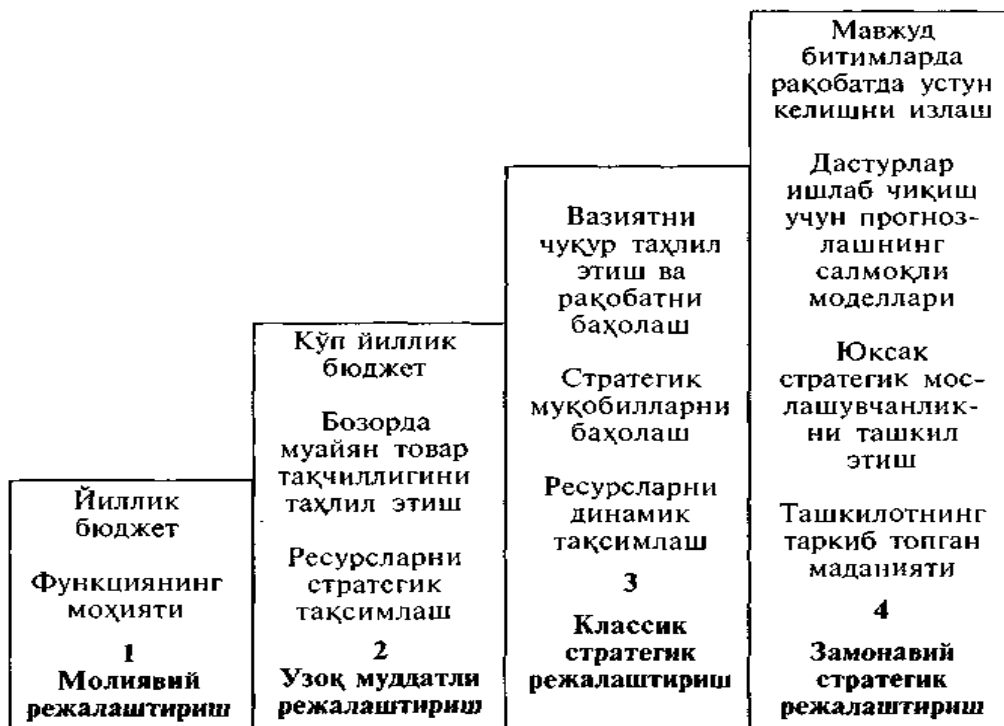 Йиллик
бюджет
Функциянинг
моҳияти
1
Молиявий
режалаштириш
Кўп йиллик
бюджет
Бозорда
муайян товар
тақчиллигини
таҳлил этиш
Ресурсларни
стратегик
тақсимлаш
2
Узоқ муддатли
режалаштириш
Вазиятни
чуқур таҳлил
этиш ва
рақобатни
баҳолаш
Стратегик
муқобилларни
баҳолаш
Ресурсларни
динамик
тақсимлаш
3
Классик
стратегик
режалаштириш
Мавжуд
битимларда
рақобатда устун
келишни излаш
Дастурлар
ишлаб чиқиш
учун прогноз-
лашнинг
салмоқли
моделлари
Юксак
стратегик мос-
лашувчанлик-
ни ташкил
этиш
Ташкилотнинг
таркиб топган
маданияти
4
Замонавий
стратегик
режалаштириш